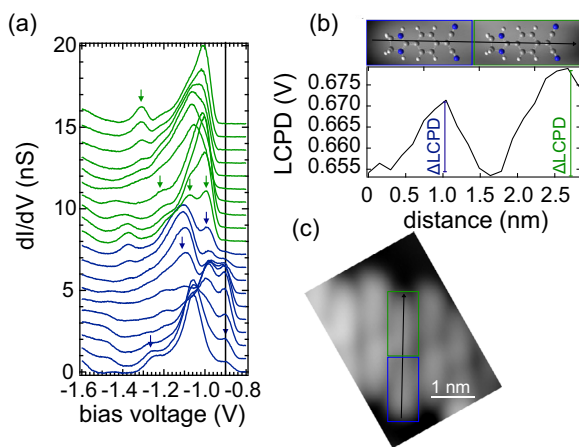 (a)
20
15
10
5
0
dI/dV (nS)
-1.6 -1.4 -1.2 -1.0 -0.8
bias voltage (V)
(b)
0.675
0.670
0.660
0.655
LCPD (V)
ΔLCPD
ΔLCPD
0.0 0.5 1.0 1.5 2.0 2.5
distance (nm)
(c)
1 nm